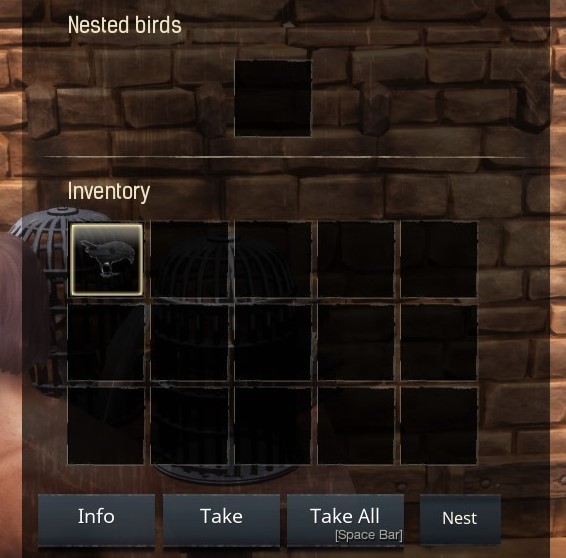 Nested birds
Inventory
Info
Take
Take All
[Space Bar]
Nest